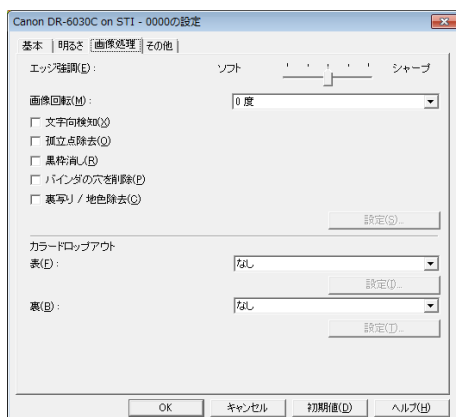 Canon DR-6030C on STI - 0000の設定
基本 明るさ 画像処理 その他
エッジ強調(E): ソフト シャープ
画像回転(M): 0 度
文字向検知(X)
孤立点除去(O)
黒枠消し(R)
バインダの穴を削除(P)
裏写り / 地色除去(C)
設定(S)...
カラードロップアウト
表(F): なし
設定(I)...
裏(B): なし
設定(T)...
OK キャンセル 初期値(D) ヘルプ(H)